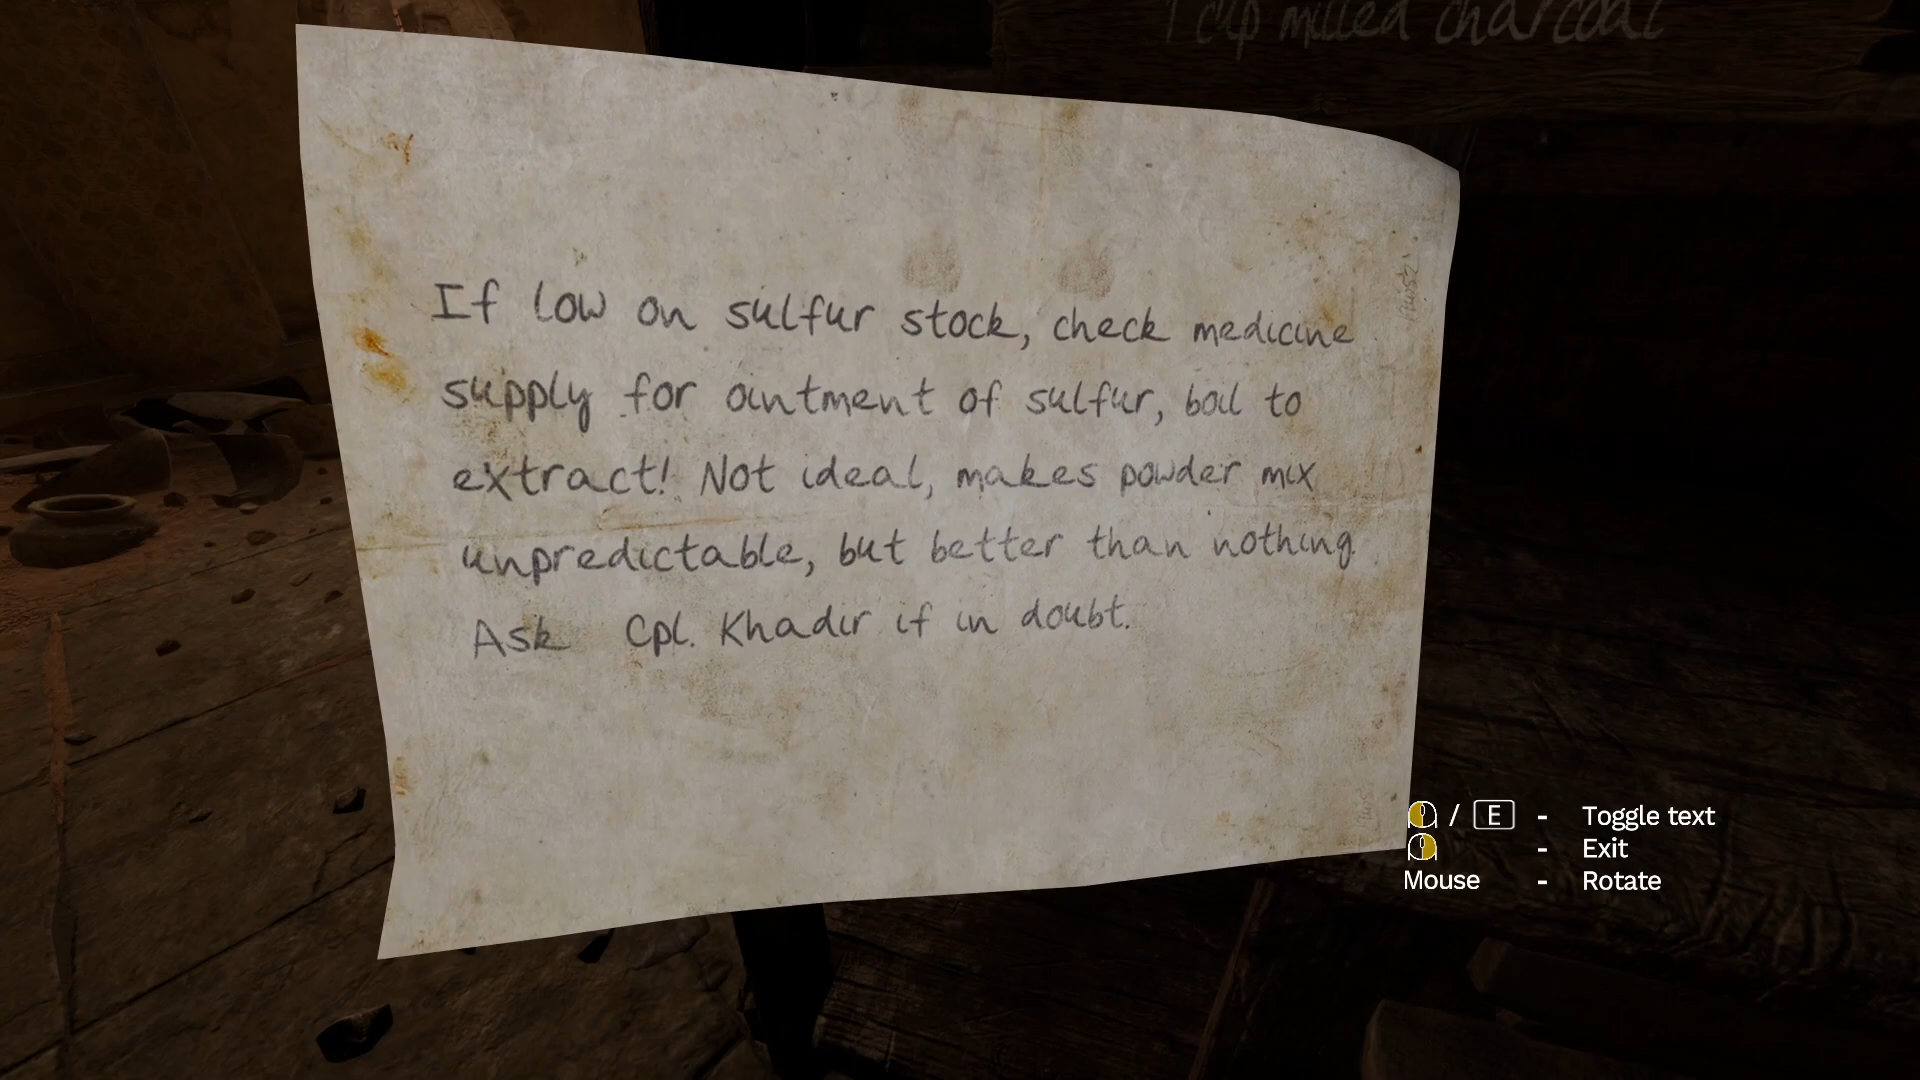 1 cup milled charcoal
If low on sulfur stock, check medicine
supply for ointment of sulfur, boil to
extract! Not ideal, makes powder mix
unpredictable, but better than nothing.
Ask Cpl. Khadir if in doubt.
/ E - Toggle text
- Exit
Mouse - Rotate